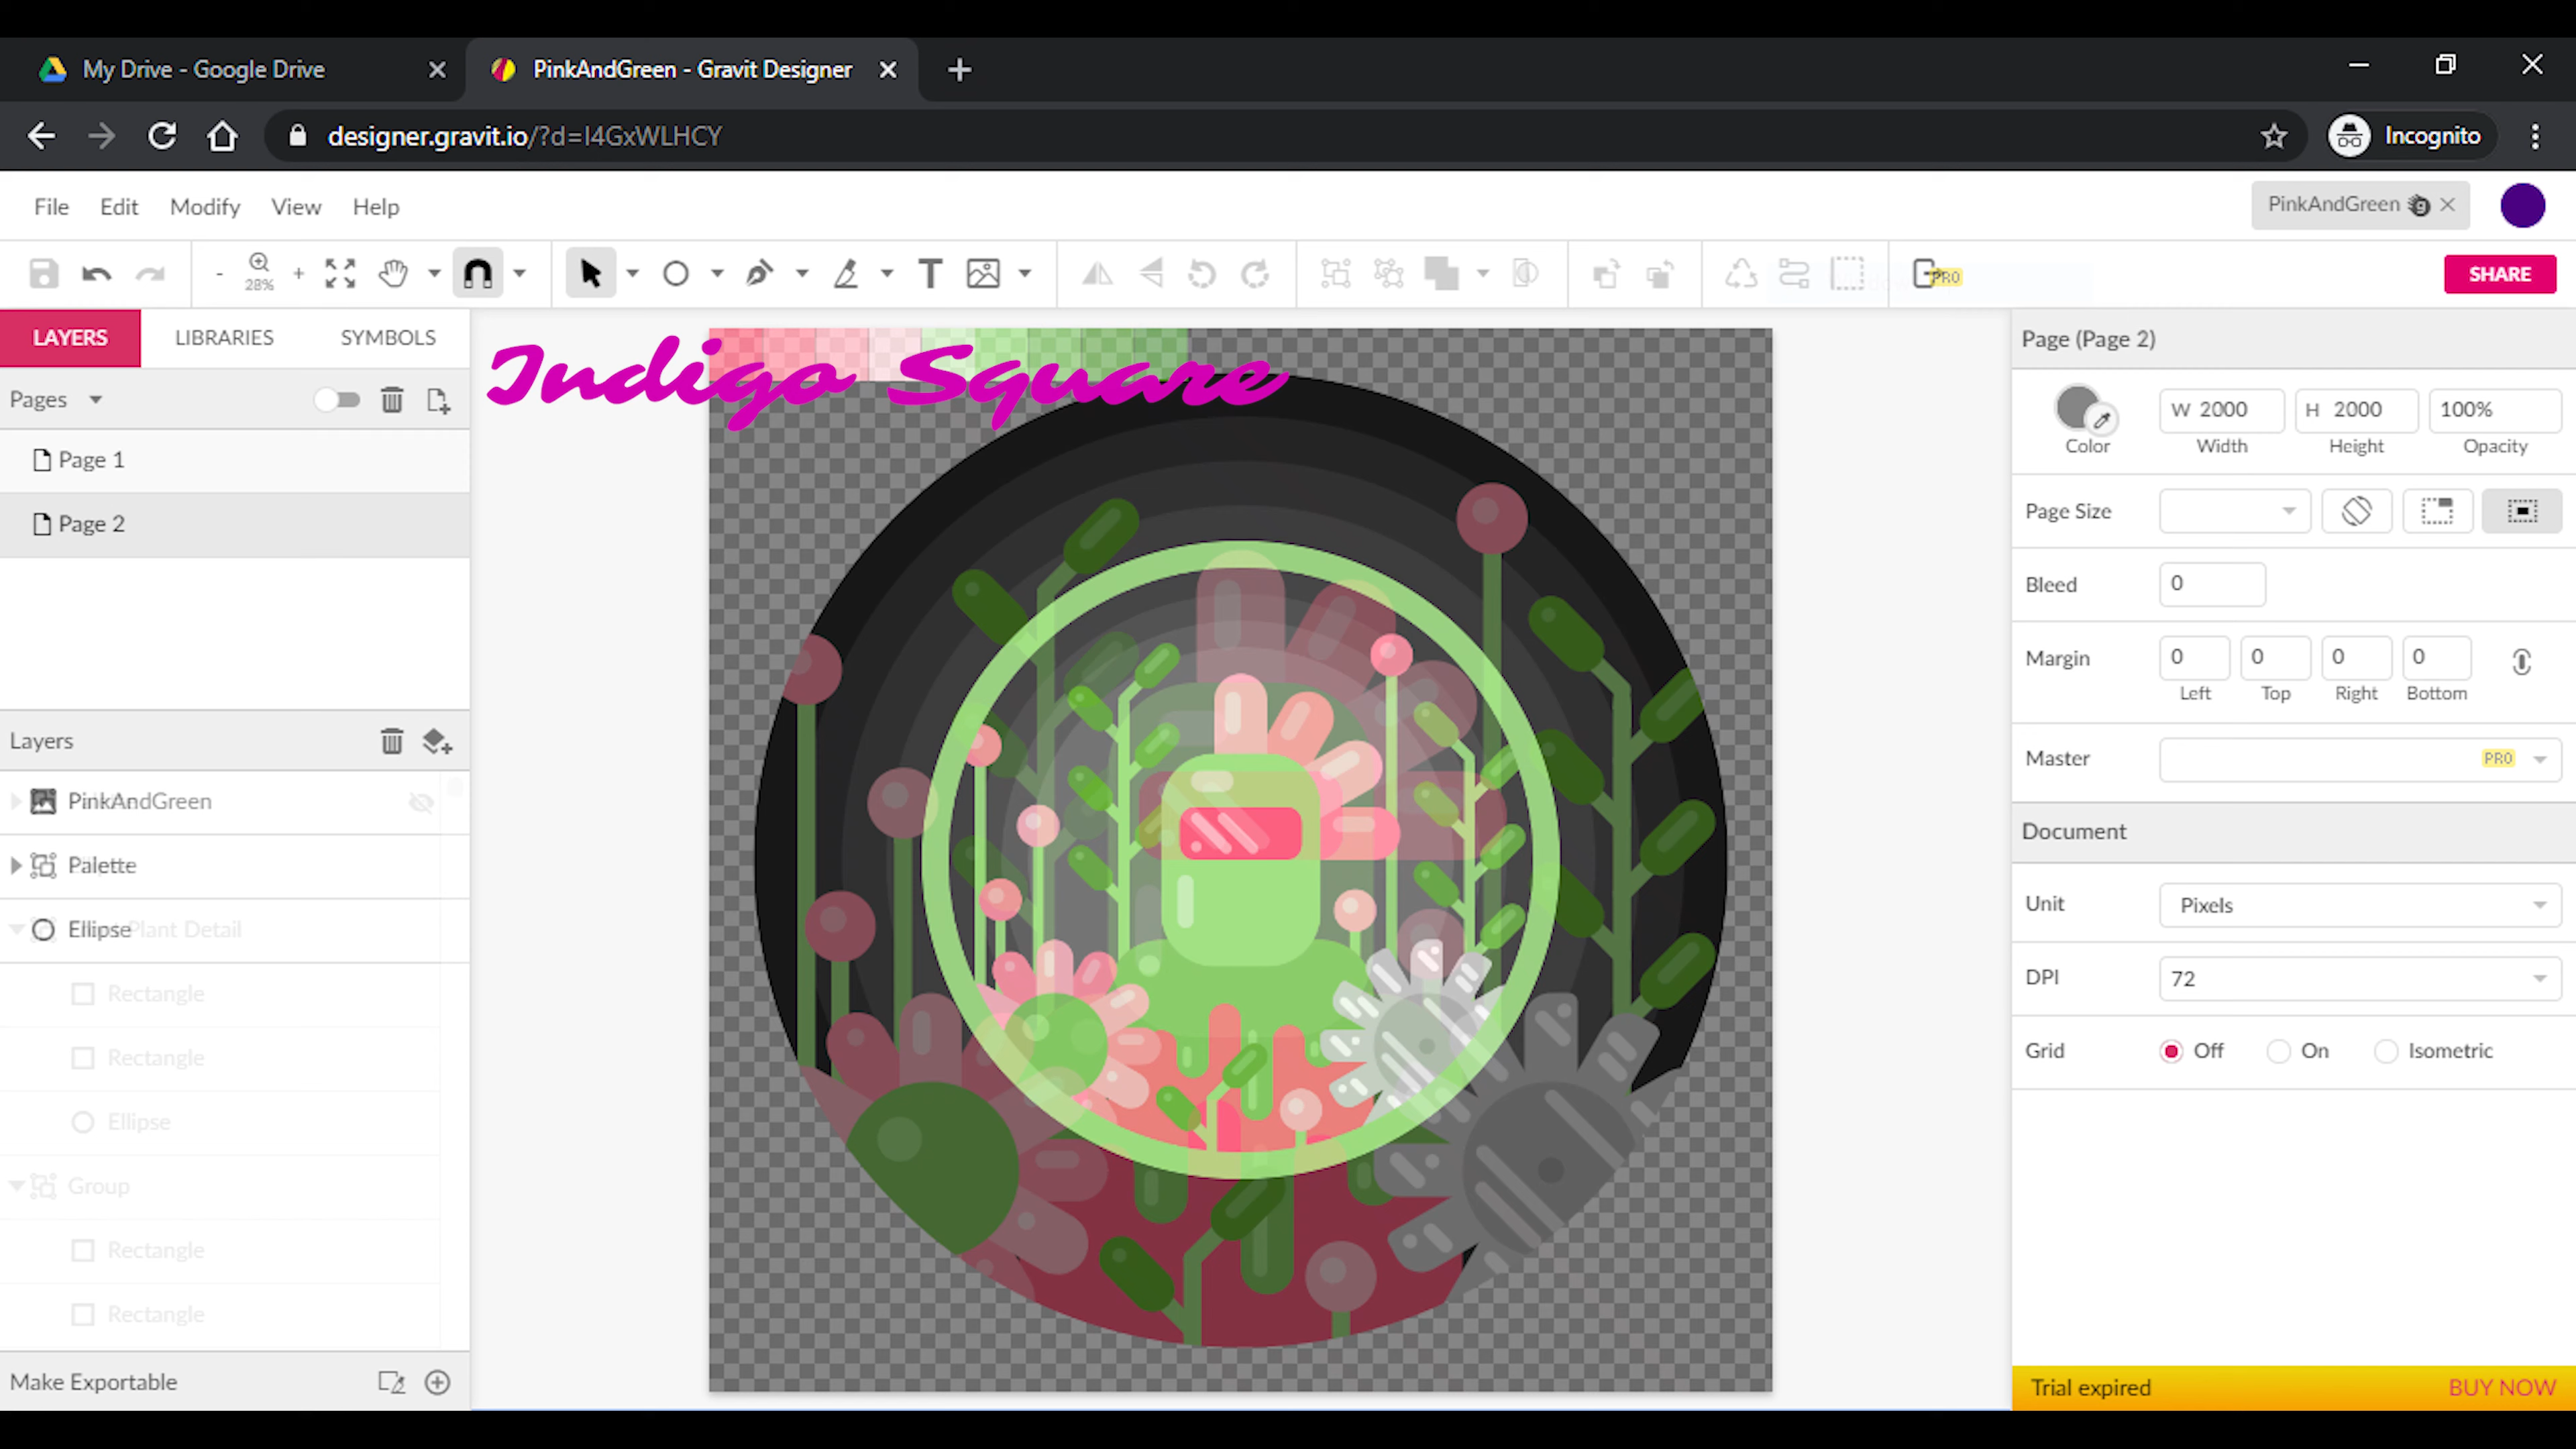 My Drive - Google Drive
PinkAndGreen - Gravit Designer
designer.gravit.io/?d=I4GxWLHCY
Incognito
File Edit Modify View Help
PinkAndGreen
28%
PRO
SHARE
LAYERS LIBRARIES SYMBOLS
Indigo Square
Pages
Page 1
Page 2
Layers
PinkAndGreen
Palette
Ellipse Plant Detail
Rectangle
Rectangle
Ellipse
Group
Rectangle
Rectangle
Make Exportable
Page (Page 2)
W 2000 H 2000 100%
Color Width Height Opacity
Page Size
Bleed 0
Margin 0 0 0 0
Left Top Right Bottom
Master PRO
Document
Unit Pixels
DPI 72
Grid Off On Isometric
Trial expired BUY NOW